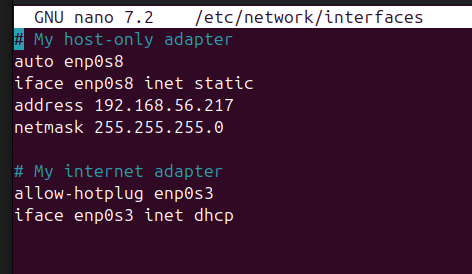 GNU nano 7.2 /etc/network/interfaces
# My host-only adapter
auto enp0s8
iface enp0s8 inet static
address 192.168.56.217
netmask 255.255.255.0

# My internet adapter
allow-hotplug enp0s3
iface enp0s3 inet dhcp